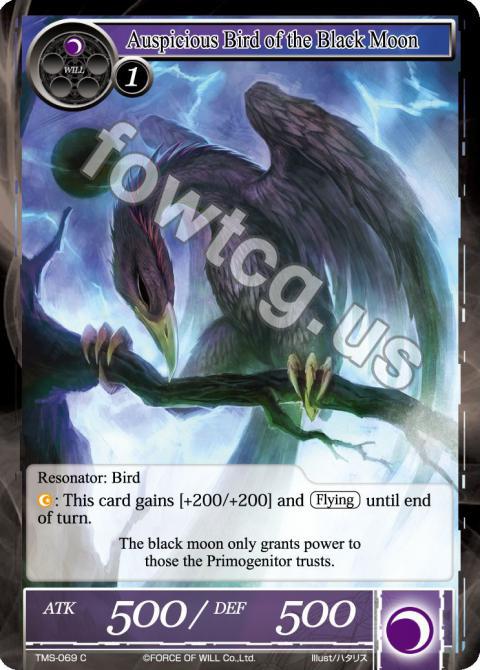 Auspicious Bird of the Black Moon
WILL
1
fowtcg.us
Resonator: Bird
: This card gains [+200/+200] and Flying until end
of turn.
The black moon only grants power to
those the Primogenitor trusts.
ATK 500/ DEF 500
TMS-069 C ©FORCE OF WILL Co.,Ltd. Illust/ハタリス